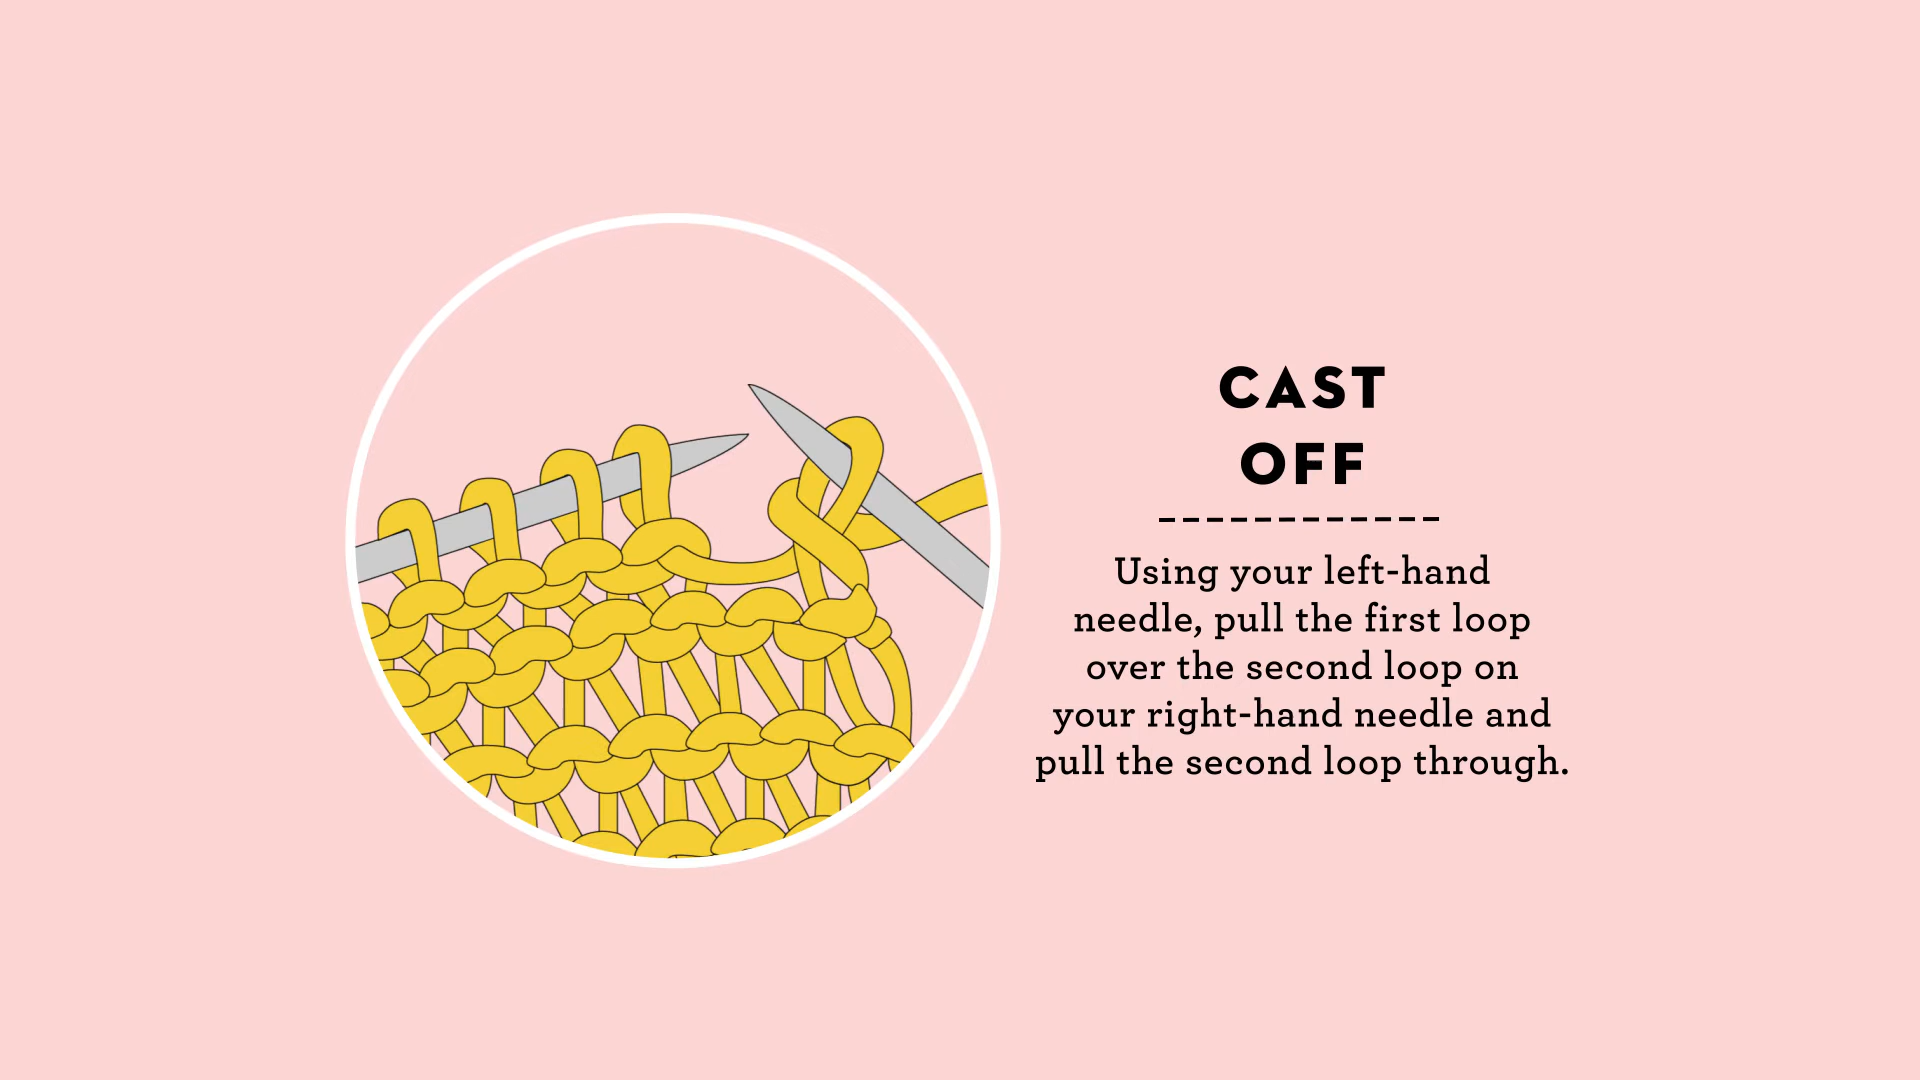 CAST
OFF
Using your left-hand
needle, pull the first loop
over the second loop on
your right-hand needle and
pull the second loop through.